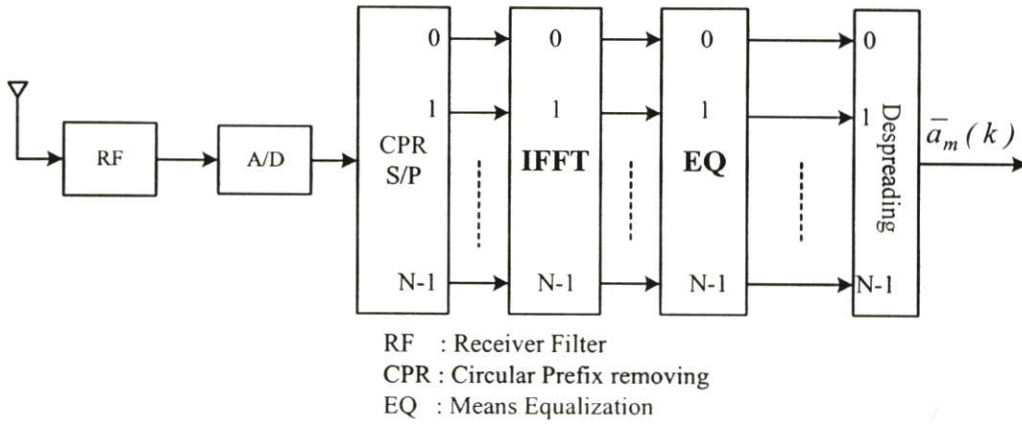 0 0 0 0
1 1 1 1
RF A/D CPR S/P IFFT EQ Despreading a̅ₘ(k)
N-1 N-1 N-1 N-1
RF : Receiver Filter
CPR : Circular Prefix removing
EQ : Means Equalization